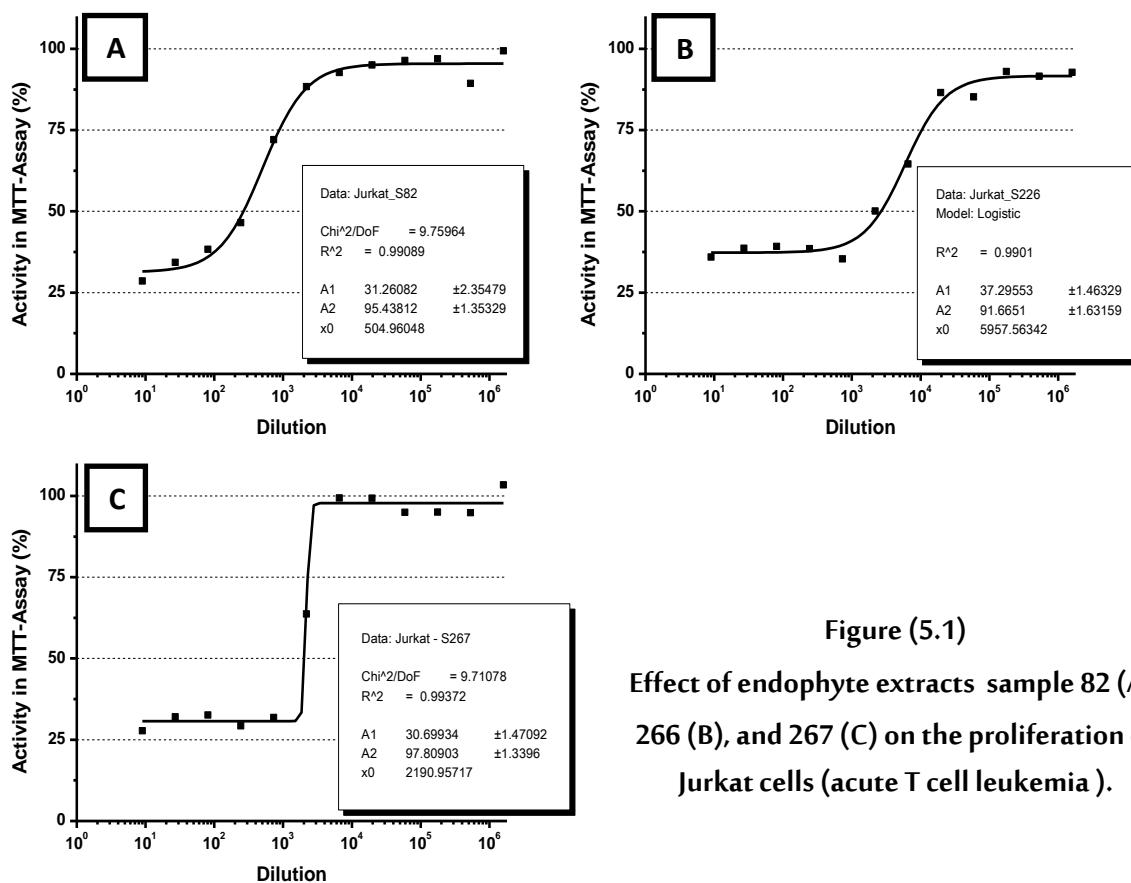 A
100
75
50
25
0
Activity in MTT-Assay (%)
Data: Jurkat_S82
Chi^2/DoF = 9.75964
R^2 = 0.99089
A1 31.26082 ±2.35479
A2 95.43812 ±1.35329
x0 504.96048
10^0 10^1 10^2 10^3 10^4 10^5 10^6
Dilution
B
100
75
50
25
0
Activity in MTT-Assay (%)
Data: Jurkat_S226
Model: Logistic
R^2 = 0.9901
A1 37.29553 ±1.46329
A2 91.6651 ±1.63159
x0 5957.56342
10^0 10^1 10^2 10^3 10^4 10^5 10^6
Dilution
C
100
75
50
25
0
Activity in MTT-Assay (%)
Data: Jurkat - S267
Chi^2/DoF = 9.71078
R^2 = 0.99372
A1 30.69934 ±1.47092
A2 97.80903 ±1.3396
x0 2190.95717
10^0 10^1 10^2 10^3 10^4 10^5 10^6
Dilution
Figure (5.1)
Effect of endophyte extracts sample 82 (
266 (B), and 267 (C) on the proliferation
Jurkat cells (acute T cell leukemia ).